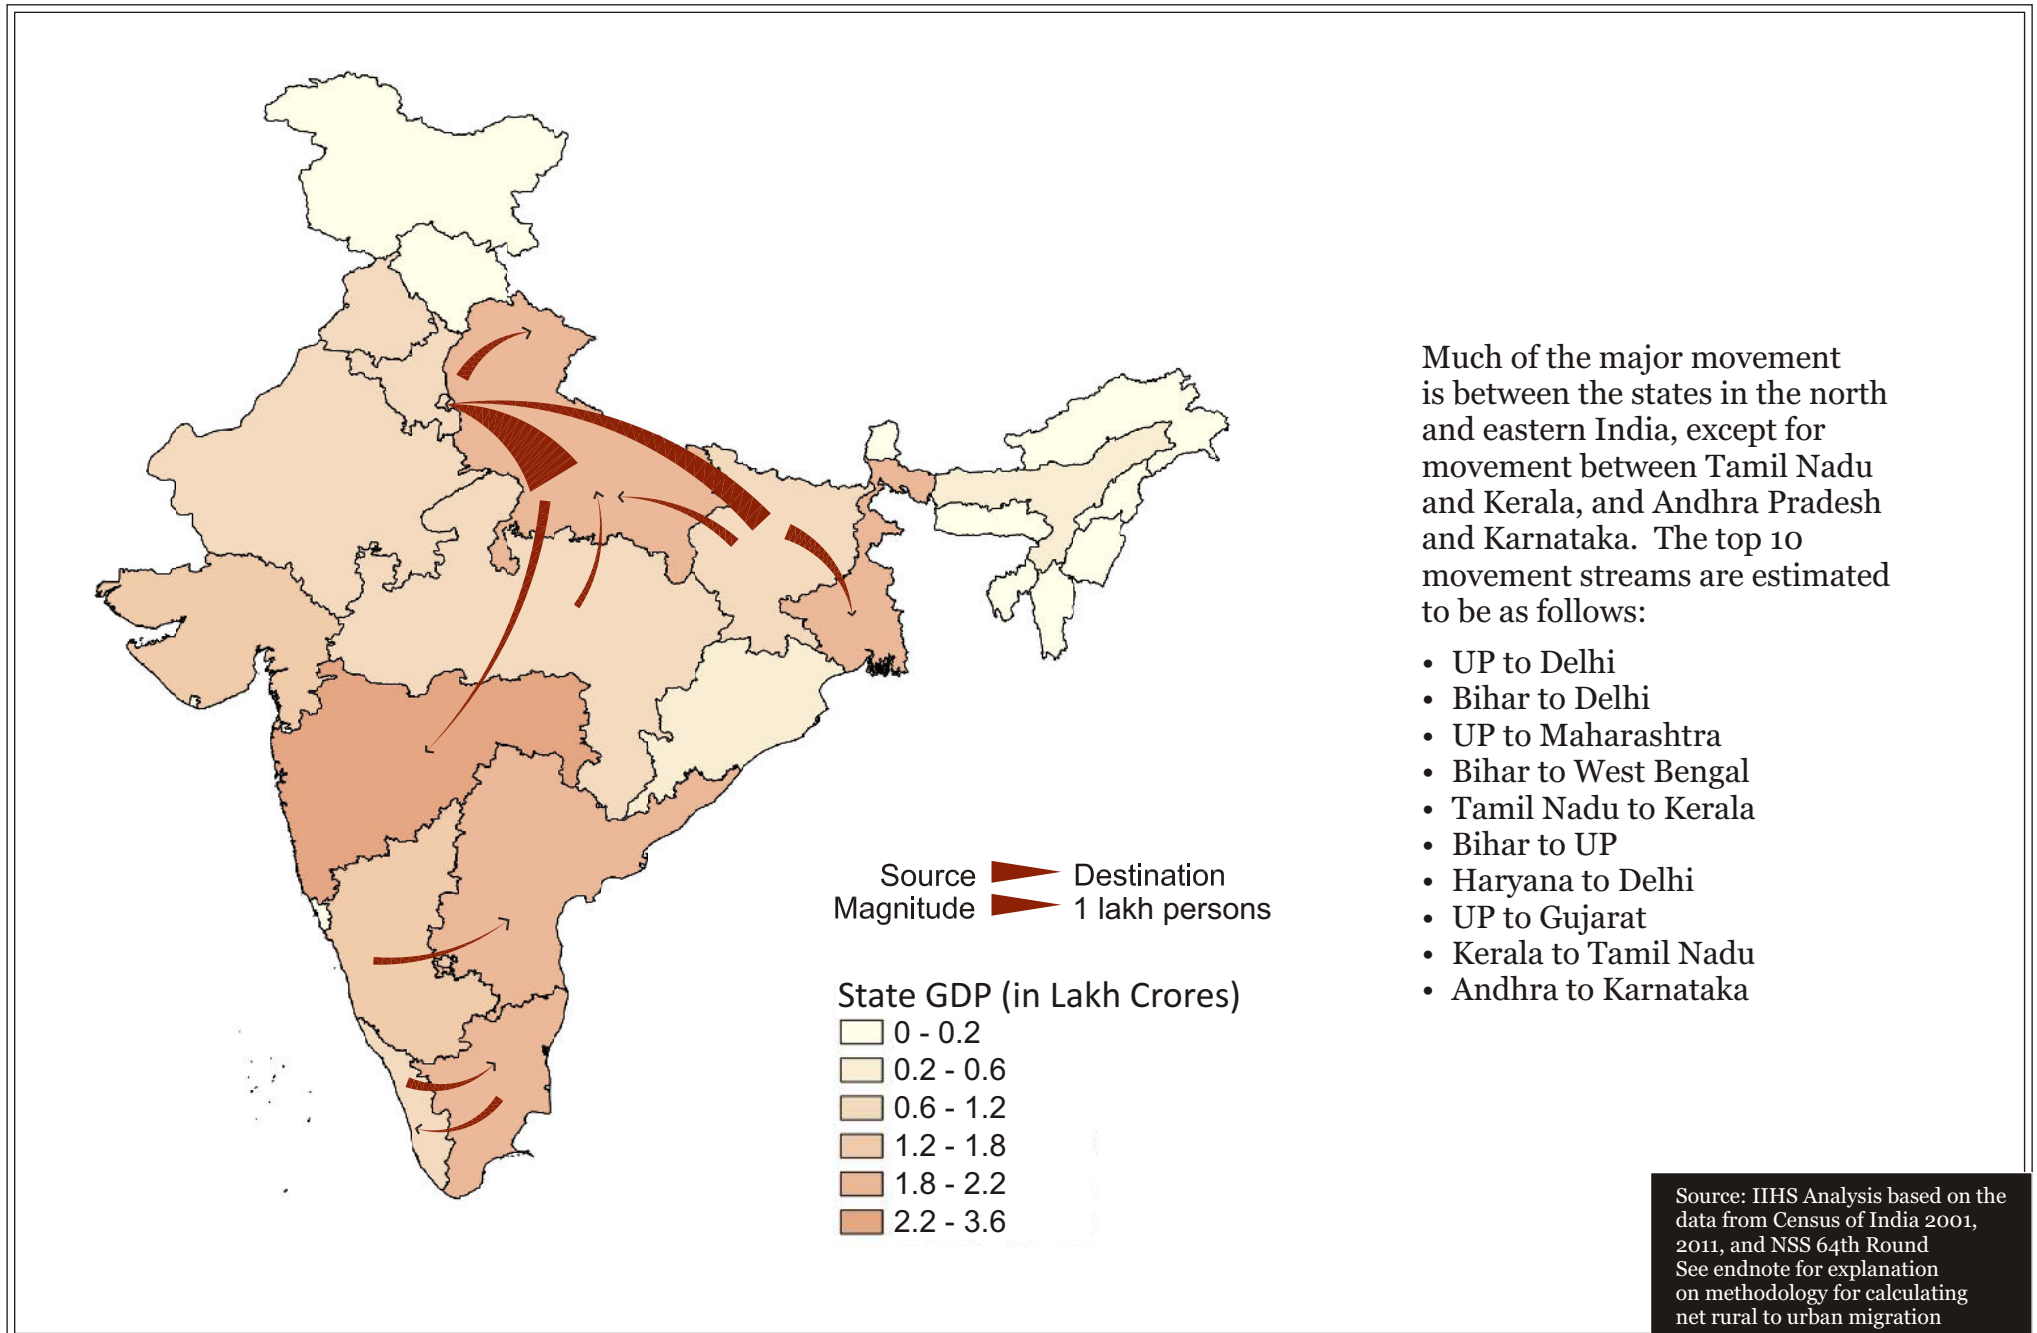 Much of the major movement
is between the states in the north
and eastern India, except for
movement between Tamil Nadu
and Kerala, and Andhra Pradesh
and Karnataka.  The top 10
movement streams are estimated
to be as follows:
• UP to Delhi
• Bihar to Delhi
• UP to Maharashtra
• Bihar to West Bengal
• Tamil Nadu to Kerala
• Bihar to UP
• Haryana to Delhi
• UP to Gujarat
• Kerala to Tamil Nadu
• Andhra to Karnataka
Source Destination
Magnitude 1 lakh persons
State GDP (in Lakh Crores)
0 - 0.2
0.2 - 0.6
0.6 - 1.2
1.2 - 1.8
1.8 - 2.2
2.2 - 3.6
Source: IIHS Analysis based on the
data from Census of India 2001,
2011, and NSS 64th Round
See endnote for explanation
on methodology for calculating
net rural to urban migration